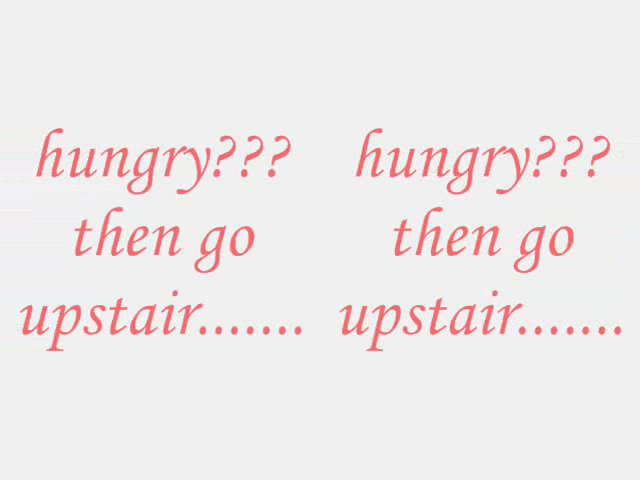 hungry???
then go
upstair.......
hungry???
then go
upstair.......